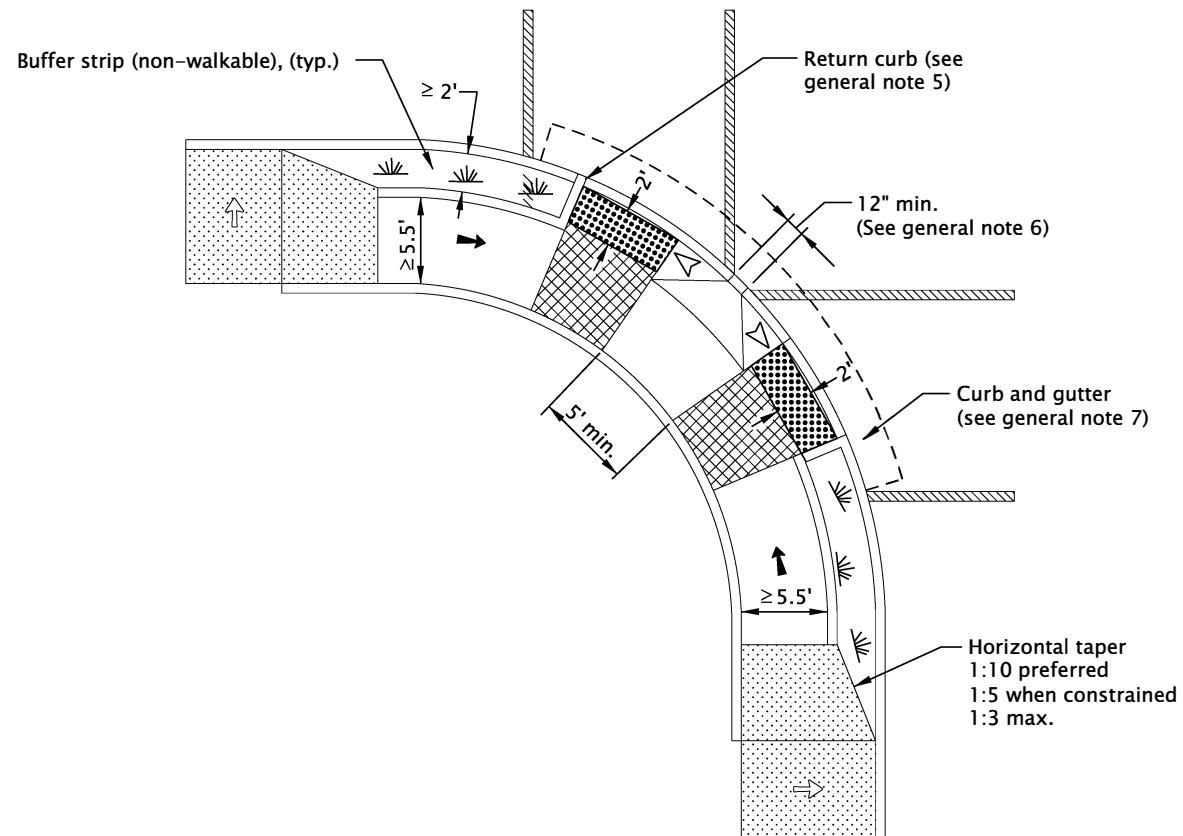 Buffer strip (non–walkable), (typ.)
≥ 2'
Return curb (see
general note 5)
2'
12" min.
(See general note 6)
≥5.5'
2'
Curb and gutter
(see general note 7)
5' min.
≥5.5'
Horizontal taper
1:10 preferred
1:5 when constrained
1:3 max.